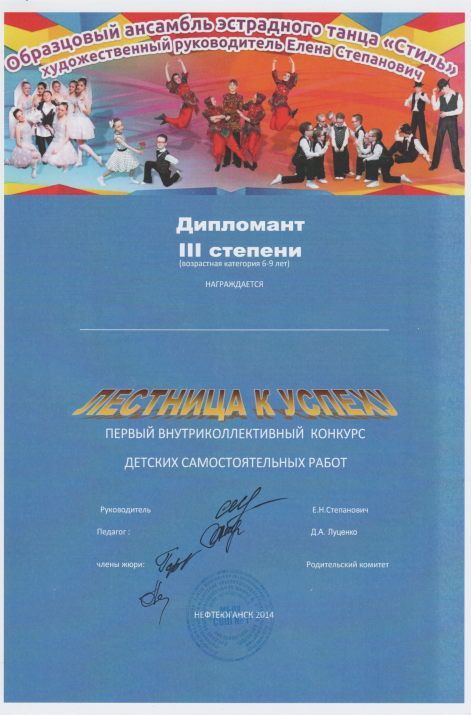 Образцовый ансамбль эстрадного танца «Стиль»
художественный руководитель Елена Степанович
Дипломант
III степени
(возрастная категория 6-9 лет)
НАГРАЖДАЕТСЯ
ЛЕСТНИЦА К УСПЕХУ
ПЕРВЫЙ ВНУТРИКОЛЛЕКТИВНЫЙ КОНКУРС
ДЕТСКИХ САМОСТОЯТЕЛЬНЫХ РАБОТ
Руководитель Е.Н.Степанович
Педагог : Д.А. Луценко
члены жюри: Родительский комитет
НЕФТЕЮГАНСК 2014